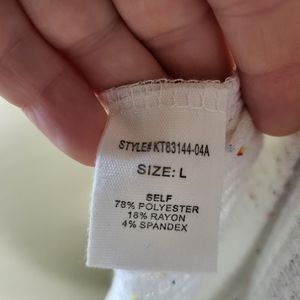 STYLE# KT83144-04A
SIZE: L
SELF
78% POLYESTER
18% RAYON
4% SPANDEX